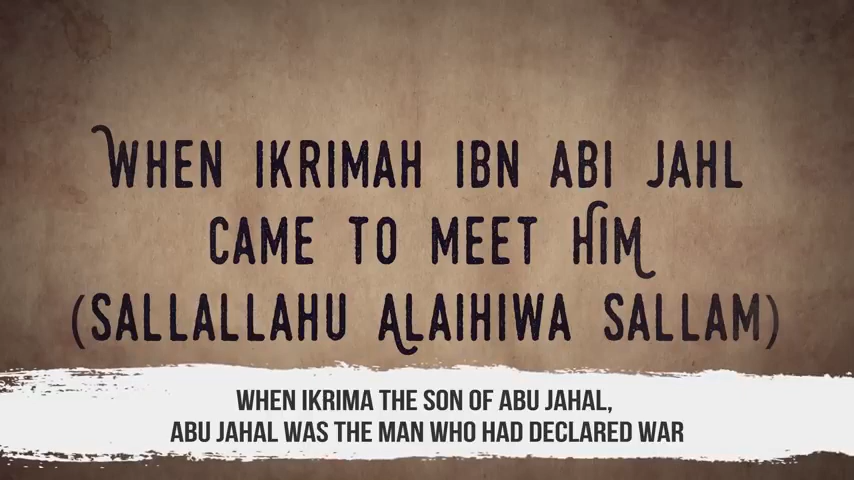 WHEN IKRIMAH IBN ABI JAHL
CAME TO MEET HIM
(SALLALLAHU ALAIHIWA SALLAM)
WHEN IKRIMA THE SON OF ABU JAHAL,
ABU JAHAL WAS THE MAN WHO HAD DECLARED WAR